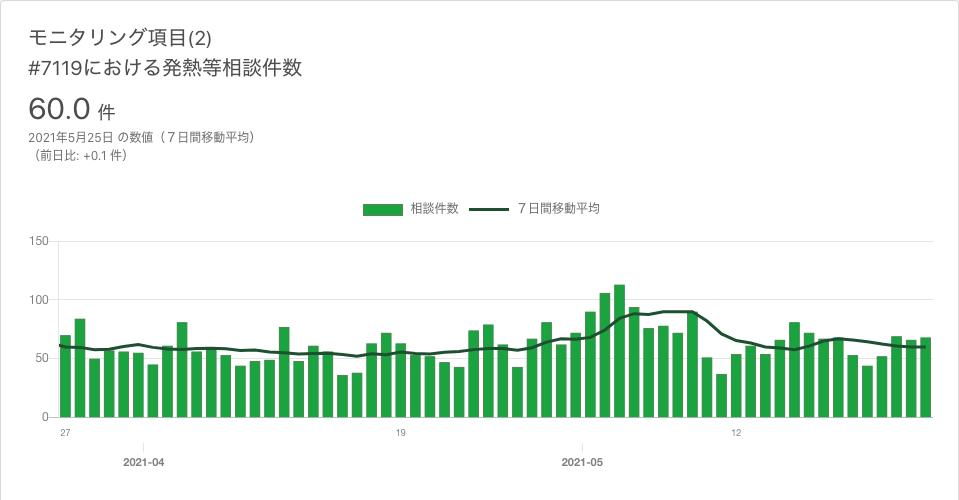 モニタリング項目(2)
#7119における発熱等相談件数
60.0 件
2021年5月25日 の数値（７日間移動平均）
（前日比: +0.1 件）
相談件数 ７日間移動平均
150
100
50
0
27 19 12
2021-04 2021-05